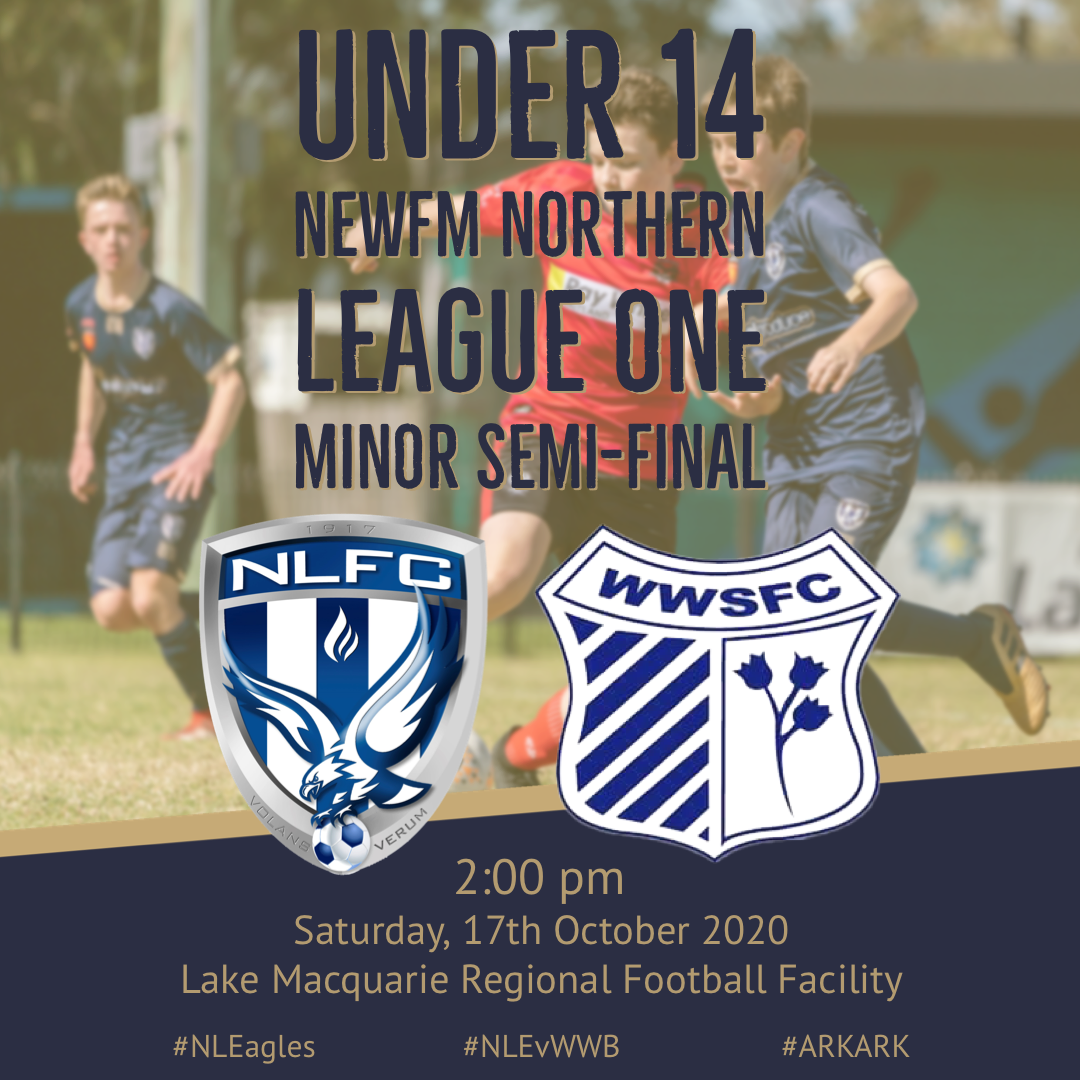 UNDER 14
NEWFM NORTHERN
LEAGUE ONE
MINOR SEMI-FINAL
1917
NLFC
VOLANS VERUM
WWSFC
2:00 pm
Saturday, 17th October 2020
Lake Macquarie Regional Football Facility
#NLEagles #NLEvWWB #ARKARK